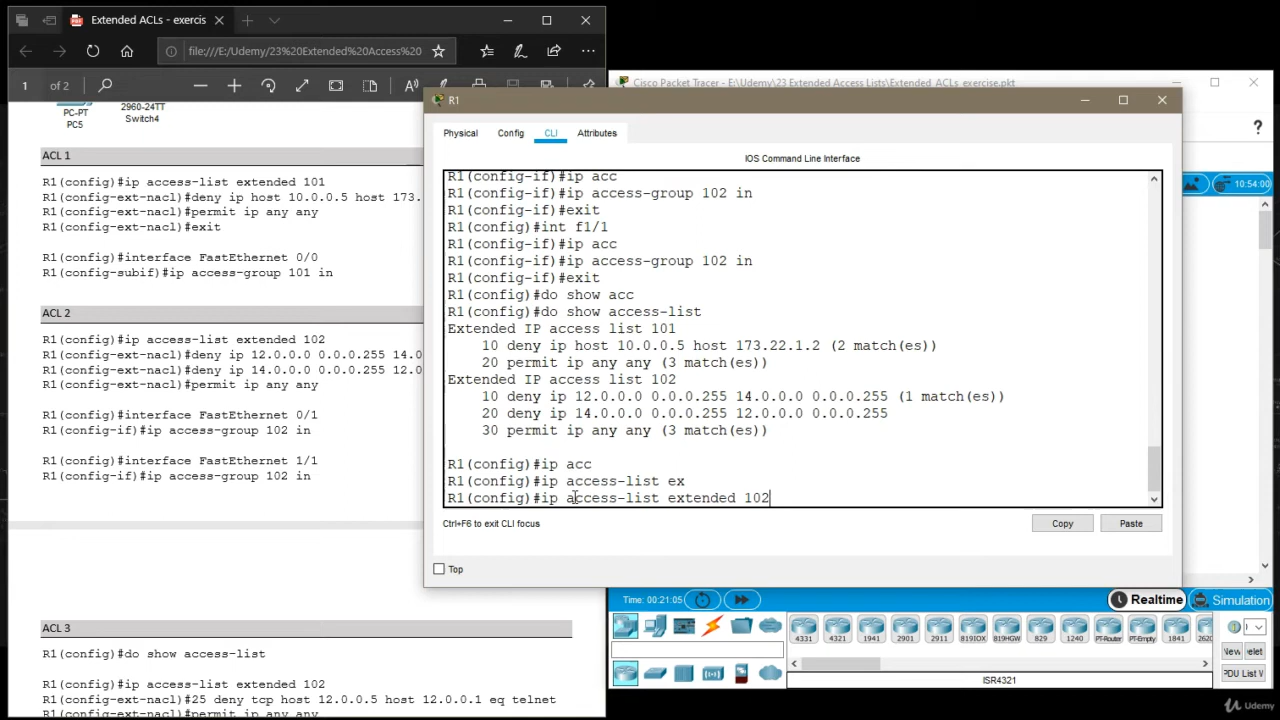 Extended ACLs - exercis
file:///E:/Udemy/23%20Extended%20Access%20
1 of 2
PC-PT
PC5
2960-24TT
Switch4
ACL 1
R1(config)#ip access-list extended 101
R1(config-ext-nacl)#deny ip host 10.0.0.5 host 173.
R1(config-ext-nacl)#permit ip any any
R1(config-ext-nacl)#exit
R1(config)#interface FastEthernet 0/0
R1(config-subif)#ip access-group 101 in
ACL 2
R1(config)#ip access-list extended 102
R1(config-ext-nacl)#deny ip 12.0.0.0 0.0.0.255 14.0
R1(config-ext-nacl)#deny ip 14.0.0.0 0.0.0.255 12.0
R1(config-ext-nacl)#permit ip any any
R1(config)#interface FastEthernet 0/1
R1(config-if)#ip access-group 102 in
R1(config)#interface FastEthernet 1/1
R1(config-if)#ip access-group 102 in
ACL 3
R1(config)#do show access-list
R1(config)#ip access-list extended 102
R1(config-ext-nacl)#25 deny tcp host 12.0.0.5 host 12.0.0.1 eq telnet
R1(config-ext-nacl)#permit ip any any
Cisco Packet Tracer - E:\Udemy\23 Extended Access Lists\Extended_ACLs_exercise.pkt
R1
Physical Config CLI Attributes
IOS Command Line Interface
R1(config-if)#ip acc
R1(config-if)#ip access-group 102 in
R1(config-if)#exit
R1(config)#int f1/1
R1(config-if)#ip acc
R1(config-if)#ip access-group 102 in
R1(config-if)#exit
R1(config)#do show acc
R1(config)#do show access-list
Extended IP access list 101
10 deny ip host 10.0.0.5 host 173.22.1.2 (2 match(es))
20 permit ip any any (3 match(es))
Extended IP access list 102
10 deny ip 12.0.0.0 0.0.0.255 14.0.0.0 0.0.0.255 (1 match(es))
20 deny ip 14.0.0.0 0.0.0.255 12.0.0.0 0.0.0.255
30 permit ip any any (3 match(es))
R1(config)#ip acc
R1(config)#ip access-list ex
R1(config)#ip access-list extended 102
Ctrl+F6 to exit CLI focus
Copy Paste
Top
10:54:00
Time: 00:21:05
Realtime Simulation
4331 4321 1941 2901 2911 819IOX 819HGW 829 1240 PT-Router PT-Empty 1841 262
New elet
PDU List W
ISR4321
Udemy